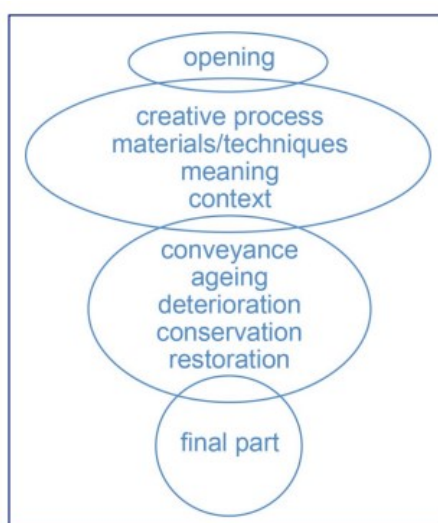 opening
creative process
materials/techniques
meaning
context
conveyance
ageing
deterioration
conservation
restoration
final part